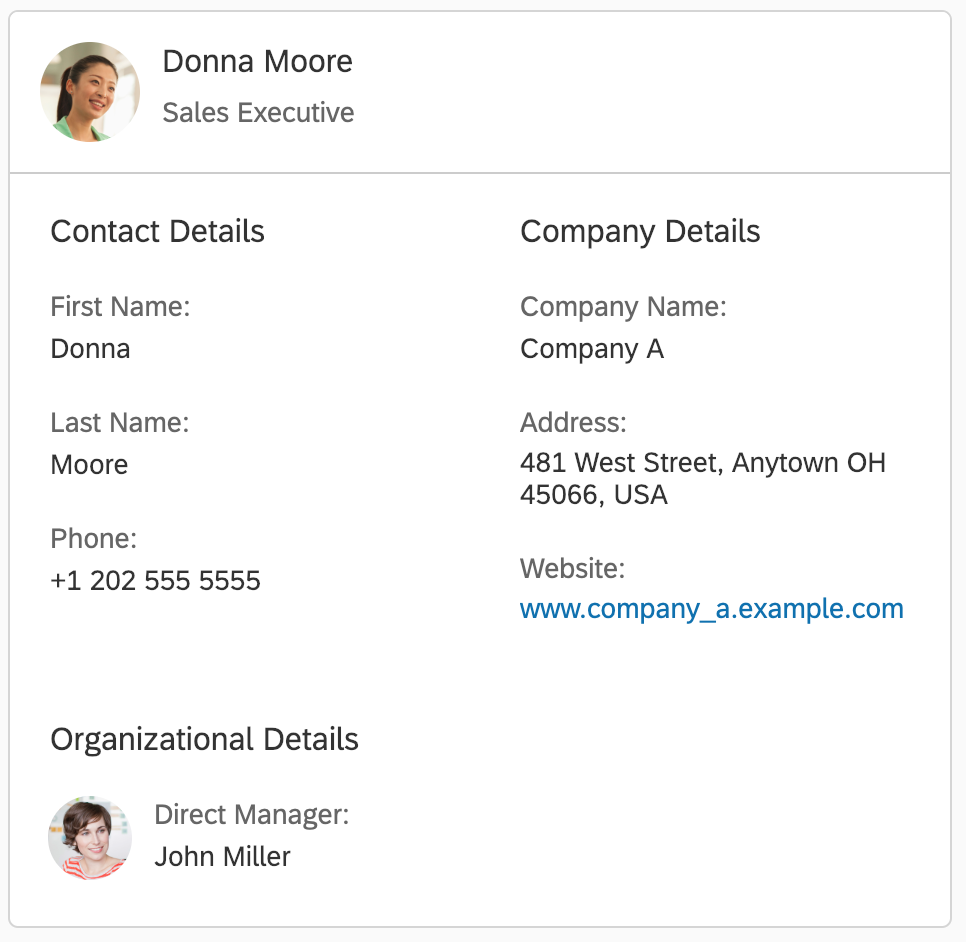 Donna Moore
Sales Executive
Contact Details
First Name:
Donna
Last Name:
Moore
Phone:
+1 202 555 5555
Company Details
Company Name:
Company A
Address:
481 West Street, Anytown OH
45066, USA
Website:
www.company_a.example.com
Organizational Details
Direct Manager:
John Miller